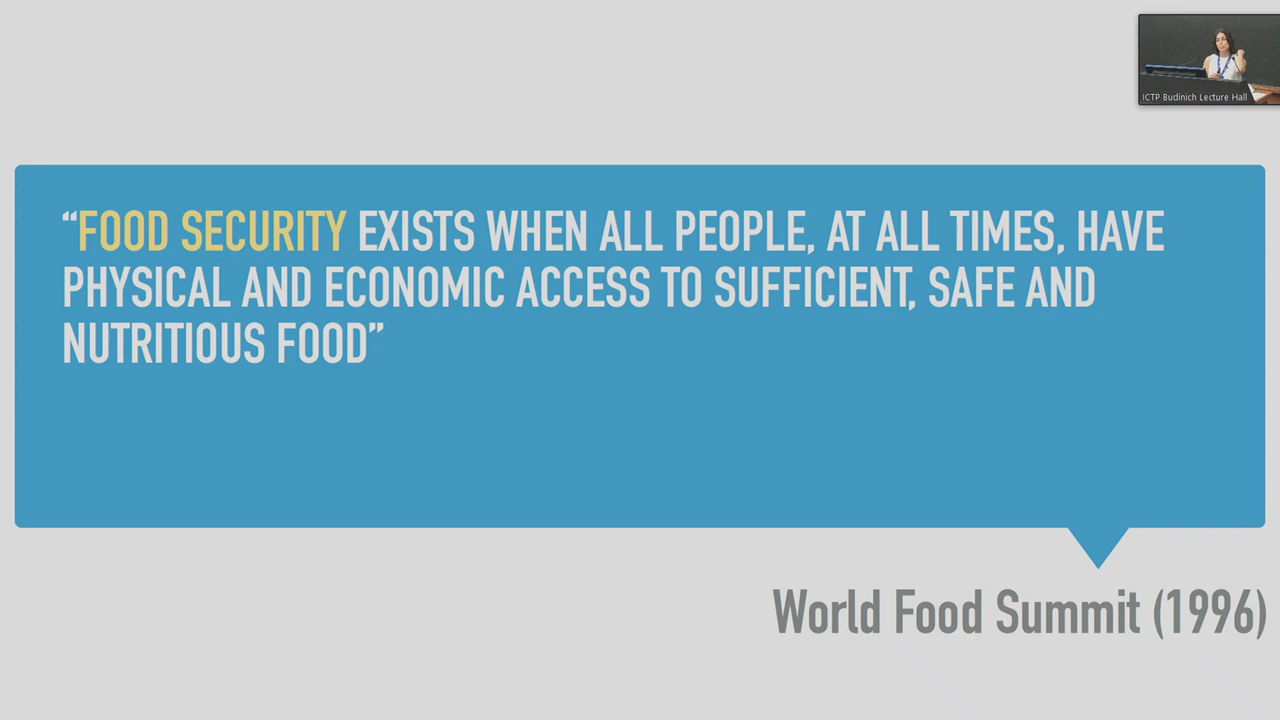 ICTP Budinich Lecture Hall
“FOOD SECURITY EXISTS WHEN ALL PEOPLE, AT ALL TIMES, HAVE
PHYSICAL AND ECONOMIC ACCESS TO SUFFICIENT, SAFE AND
NUTRITIOUS FOOD”
World Food Summit (1996)